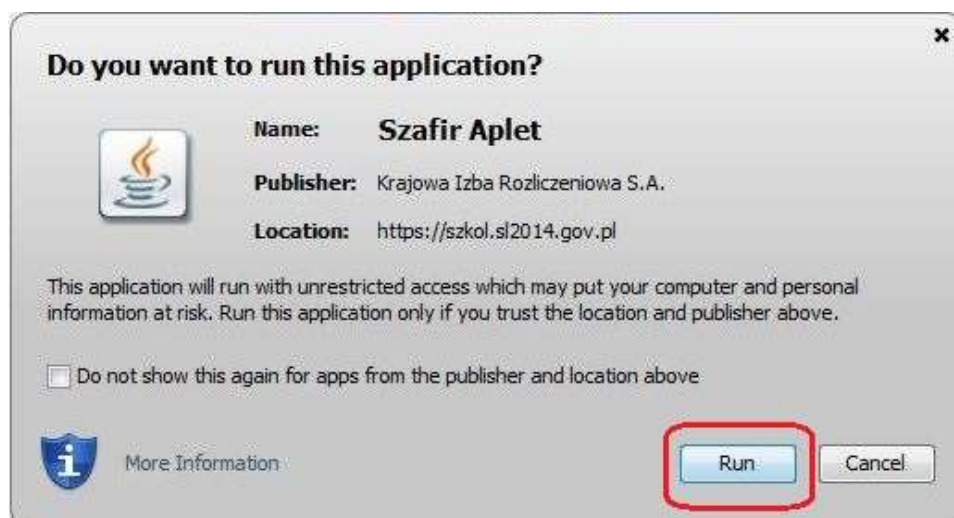 Do you want to run this application?
Name: Szafir Aplet
Publisher: Krajowa Izba Rozliczeniowa S.A.
Location: https://szkol.sl2014.gov.pl
This application will run with unrestricted access which may put your computer and personal
information at risk. Run this application only if you trust the location and publisher above.
Do not show this again for apps from the publisher and location above
More Information
Run
Cancel